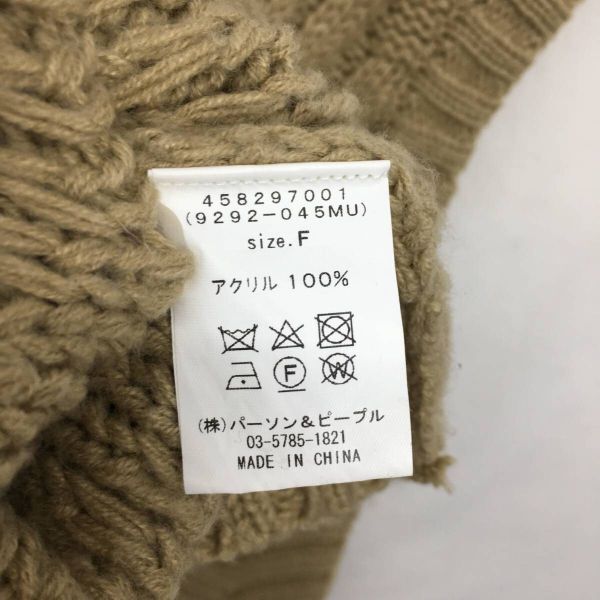 458297001
(9292-045MU)
size.F
アクリル 100%
F W
(株)パーソン&ピープル
03-5785-1821
MADE IN CHINA